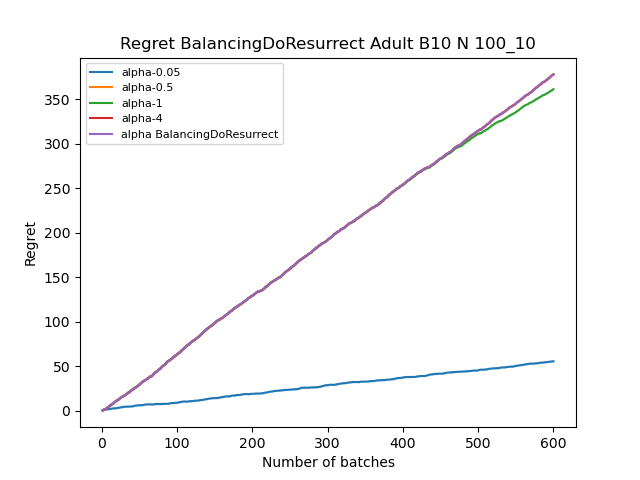 Regret BalancingDoResurrect Adult B10 N 100_10
alpha-0.05
alpha-0.5
alpha-1
alpha-4
alpha BalancingDoResurrect
350
300
250
200
150
100
50
0
Regret
0 100 200 300 400 500 600
Number of batches